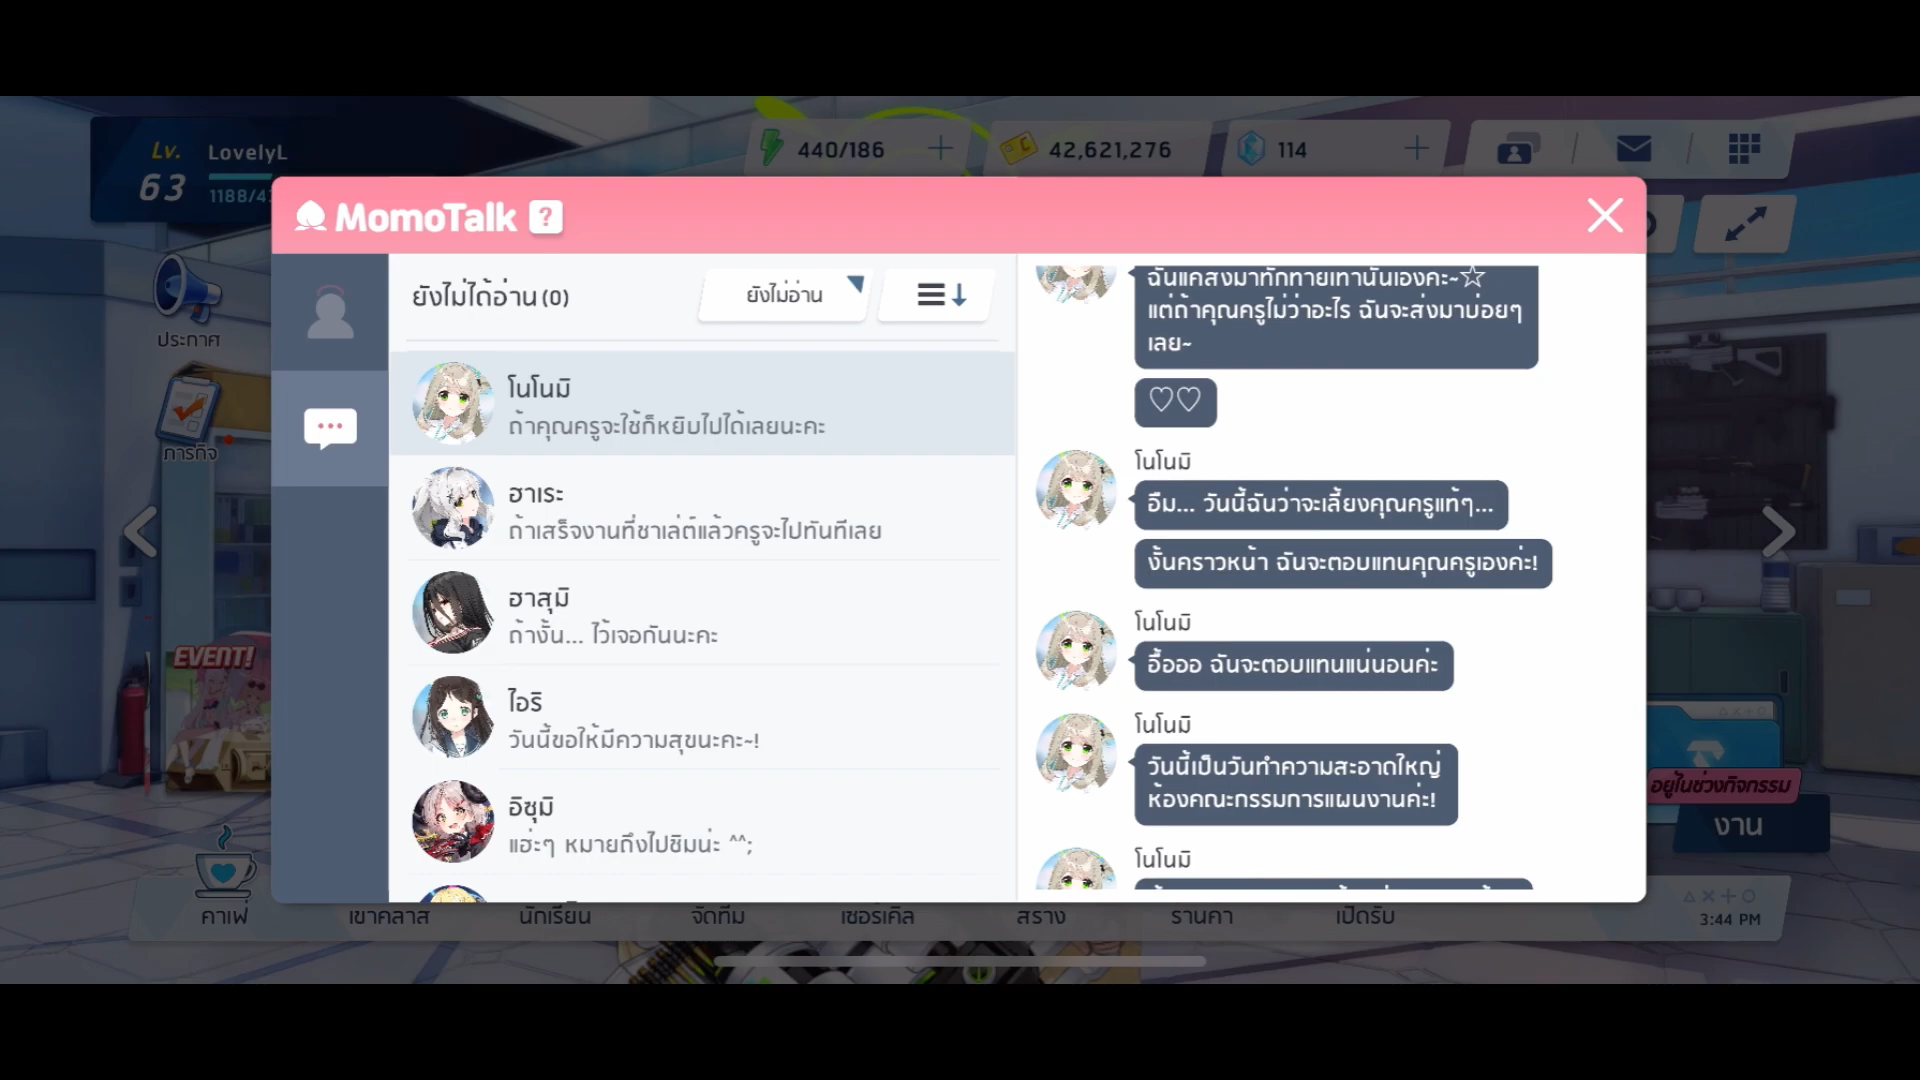 Lv.
63
LovelyL
1188/4
440/186
42,621,276
114
MomoTalk ?
ประกาศ
ภารกิจ
EVENT!
ยังไม่ได้อ่าน (0)
ยังไม่อ่าน
โนโนมิ
ถ้าคุณครูจะใช้ก็หยิบไปได้เลยนะคะ
ฮาเระ
ถ้าเสร็จงานที่ชาเล่ต์แล้วครูจะไปทันทีเลย
ฮาสุมิ
ถ้างั้น... ไว้เจอกันนะคะ
ไอริ
วันนี้ขอให้มีความสุขนะคะ~!
อิซุมิ
แฮ่ะๆ หมายถึงไปชิมน่ะ ^^;
ฉันแค่ส่งมาทักทายเท่านั้นเองค่ะ~☆
แต่ถ้าคุณครูไม่ว่าอะไร ฉันจะส่งมาบ่อยๆ
เลย~
♡♡
โนโนมิ
อืม... วันนี้ฉันว่าจะเลี้ยงคุณครูแท้ๆ...
งั้นคราวหน้า ฉันจะตอบแทนคุณครูเองค่ะ!
โนโนมิ
อื้อออ ฉันจะตอบแทนแน่นอนค่ะ
โนโนมิ
วันนี้เป็นวันทำความสะอาดใหญ่
ห้องคณะกรรมการแผนงานค่ะ!
โนโนมิ
อยู่ในช่วงกิจกรรม
งาน
คาเฟ่
เข้าคลาส
นักเรียน
จัดทีม
เซอร์เคิล
สร้าง
ร้านค้า
เปิดรับ
3:44 PM